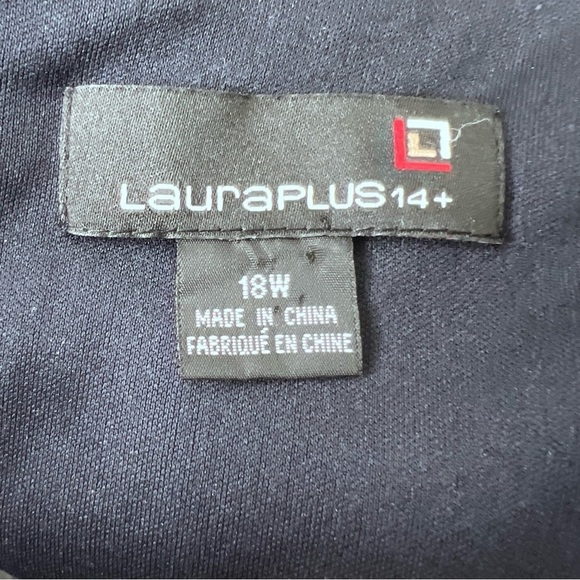 LauraPLUS14+
18W
MADE IN CHINA
FABRIQUÉ EN CHINE